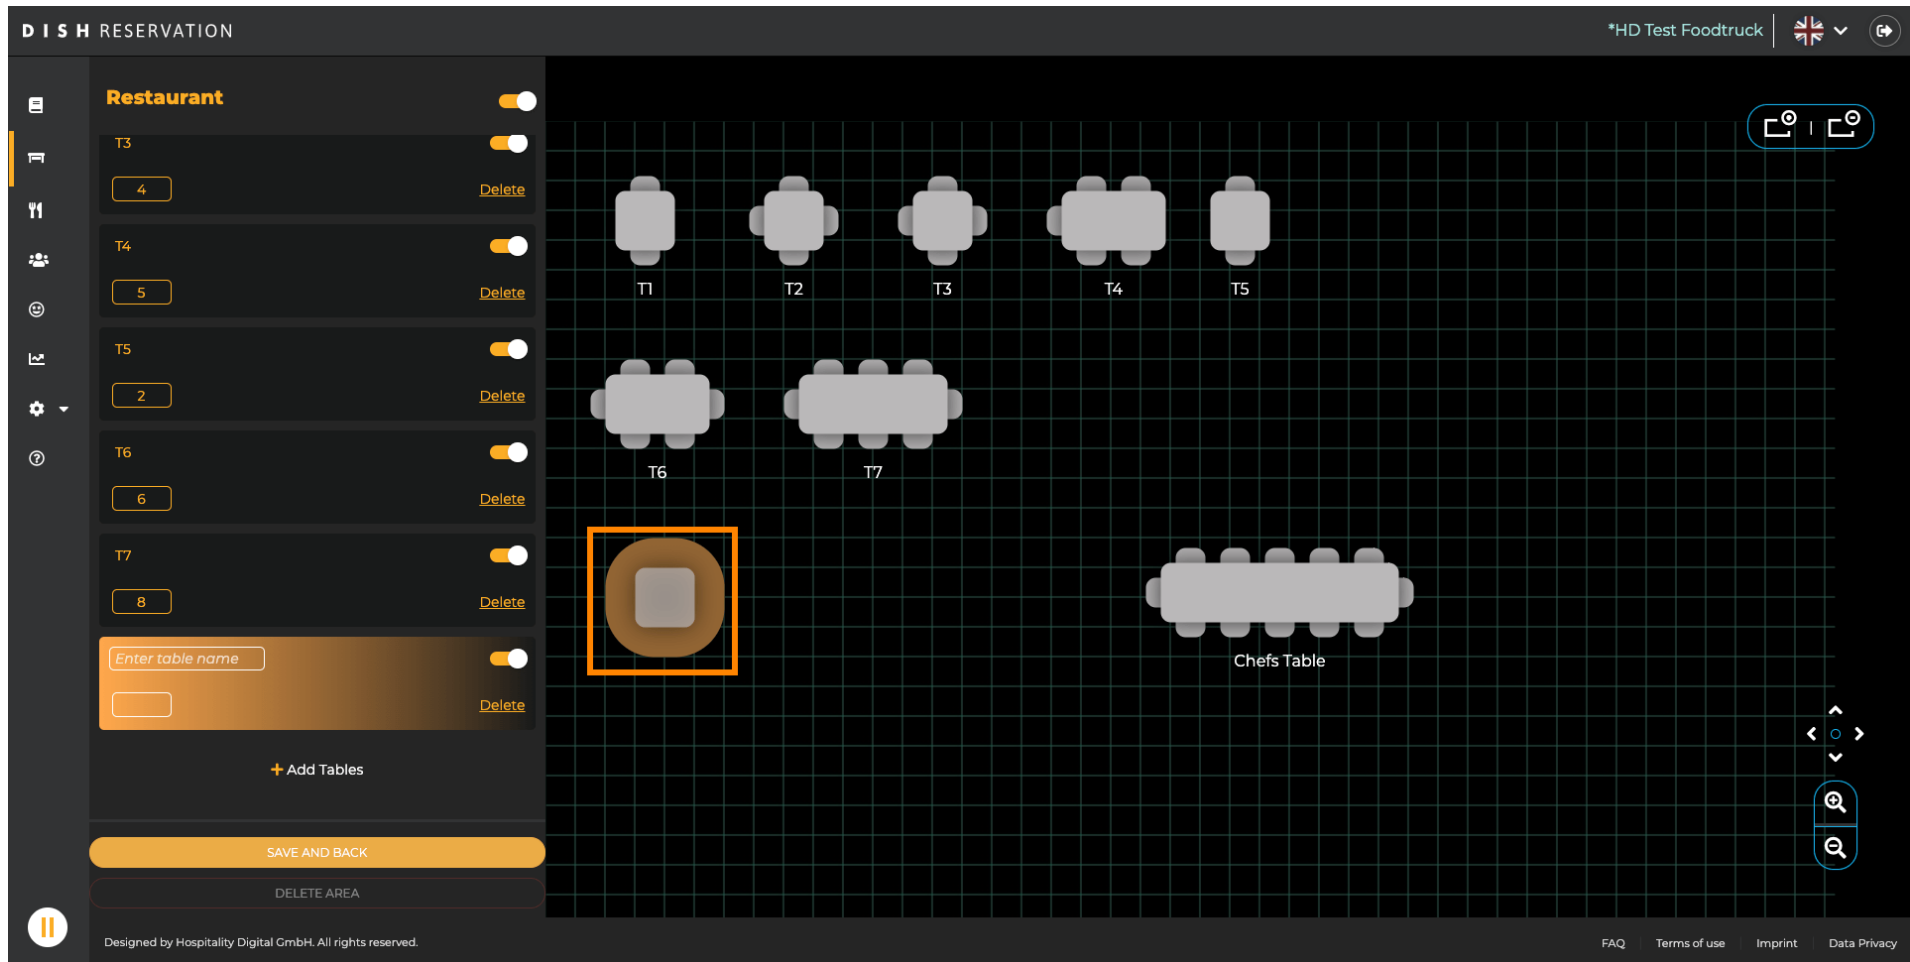 DISH RESERVATION
*HD Test Foodtruck
Restaurant
T3
4
Delete
T4
5
Delete
T5
2
Delete
T6
6
Delete
T7
8
Delete
Enter table name
Delete
+ Add Tables
SAVE AND BACK
DELETE AREA
T1
T2
T3
T4
T5
T6
T7
Chefs Table
Designed by Hospitality Digital GmbH. All rights reserved.
FAQ
Terms of use
Imprint
Data Privacy